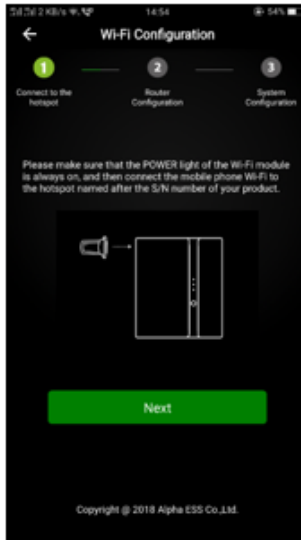 2 KB/s 14:54 54%
Wi-Fi Configuration
1 2 3
Connect to the hotspot
Router Configuration
System Configuration
Please make sure that the POWER light of the Wi-Fi module
is always on, and then connect the mobile phone Wi-Fi to
the hotspot named after the S/N number of your product.
Next
Copyright @ 2018 Alpha ESS Co.,Ltd.